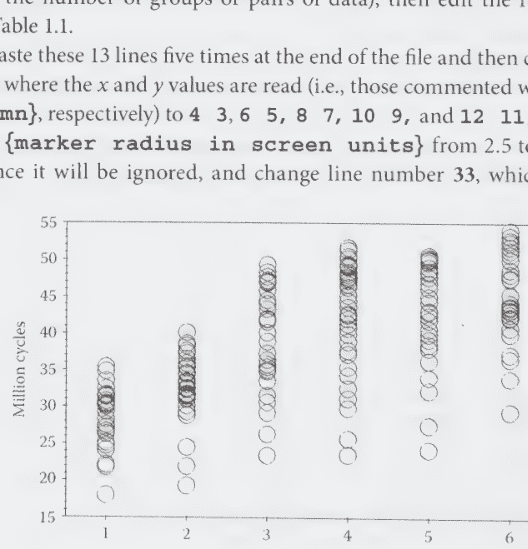 the number of groups or pairs of data), then edit the
able 1.1.
aste these 13 lines five times at the end of the file and then
where the x and y values are read (i.e., those commented w
mn}, respectively) to 4 3, 6 5, 8 7, 10 9, and 12 11
{marker radius in screen units} from 2.5 to
nce it will be ignored, and change line number 33, whic
55
50
45
40
35
30
25
20
15
Million cycles
1 2 3 4 5 6